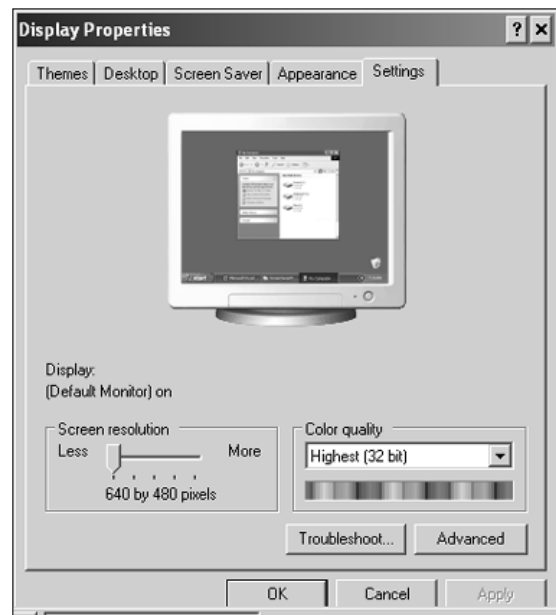 Display Properties
Themes Desktop Screen Saver Appearance Settings
start
Display:
(Default Monitor) on
Screen resolution
Less More
640 by 480 pixels
Color quality
Highest (32 bit)
Troubleshoot... Advanced
OK Cancel Apply